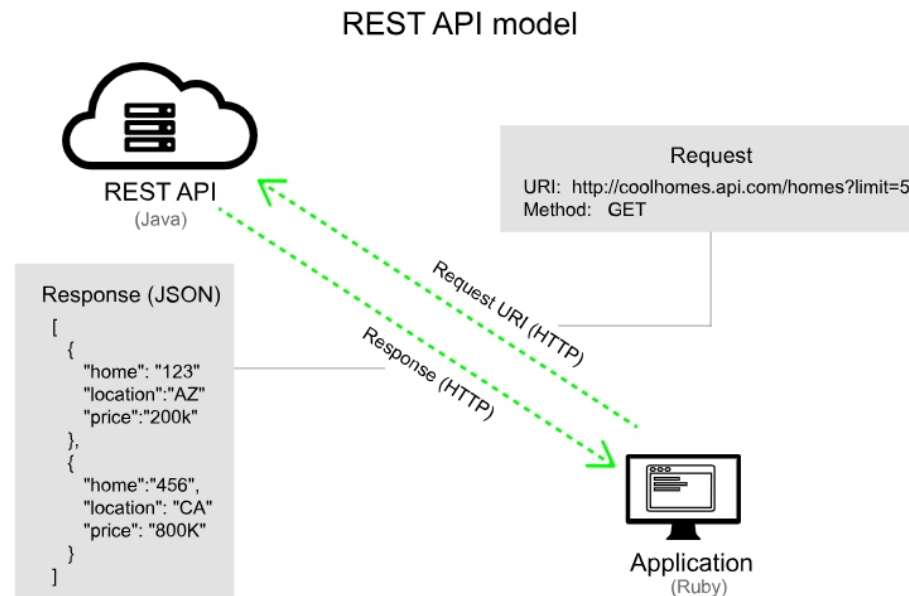 REST API model
REST API
(Java)
Request
URI:  http://coolhomes.api.com/homes?limit=5
Method:   GET
Request URI (HTTP)
Response (HTTP)
Response (JSON)
[
{
"home": "123"
"location":"AZ"
"price":"200k"
},
{
"home":"456",
"location": "CA"
"price": "800K"
}
]
Application
(Ruby)